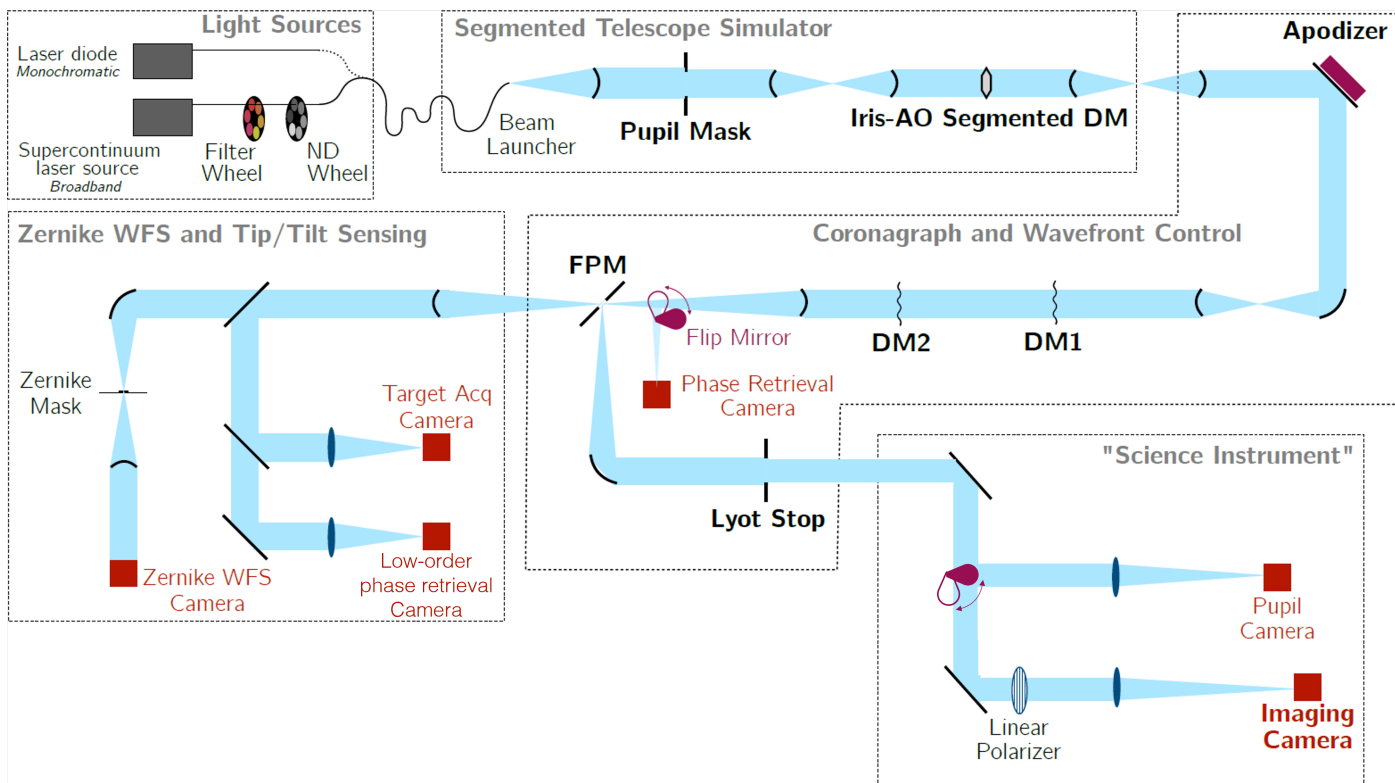 Light Sources
Laser diode
Monochromatic
Supercontinuum
laser source
Broadband
Filter
Wheel
ND
Wheel
Segmented Telescope Simulator
Beam
Launcher
Pupil Mask
Iris-AO Segmented DM
Apodizer
Zernike WFS and Tip/Tilt Sensing
Zernike
Mask
Target Acq
Camera
Low-order
phase retrieval
Camera
Zernike WFS
Camera
Coronagraph and Wavefront Control
FPM
Flip Mirror
DM2
DM1
Phase Retrieval
Camera
Lyot Stop
"Science Instrument"
Pupil
Camera
Linear
Polarizer
Imaging
Camera